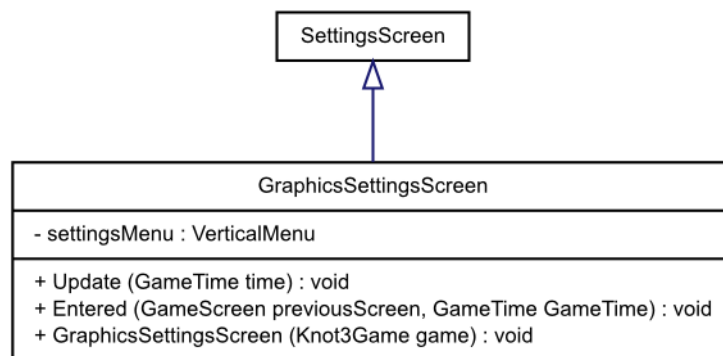 SettingsScreen
GraphicsSettingsScreen
- settingsMenu : VerticalMenu
+ Update (GameTime time) : void
+ Entered (GameScreen previousScreen, GameTime GameTime) : void
+ GraphicsSettingsScreen (Knot3Game game) : void